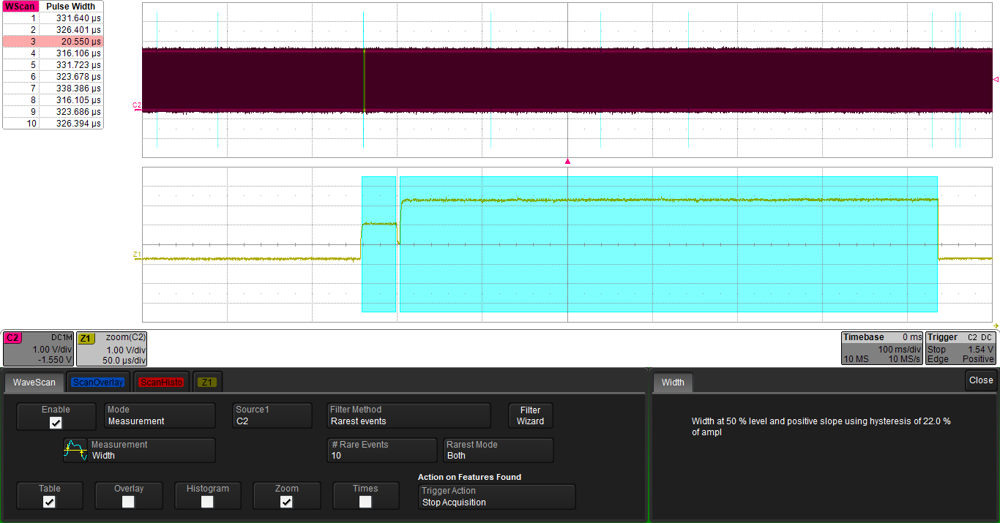 WScan Pulse Width
1 331.640 µs
2 326.401 µs
3 20.550 µs
4 316.106 µs
5 331.723 µs
6 323.678 µs
7 338.386 µs
8 316.105 µs
9 323.686 µs
10 326.394 µs
C2
Z1
C2 DC1M
1.00 V/div
-1.550 V
Z1 zoom(C2)
1.00 V/div
50.0 µs/div
Timebase 0 ms
100 ms/div
10 MS 10 MS/s
Trigger C2 DC
Stop 1.54 V
Edge Positive
WaveScan ScanOverlay ScanHisto Z1
Enable
Mode
Measurement
Source1
C2
Filter Method
Rarest events
Filter
Wizard
Measurement
Width
# Rare Events
10
Rarest Mode
Both
Table
Overlay
Histogram
Zoom
Times
Action on Features Found
Trigger Action
Stop Acquisition
Width
Close
Width at 50 % level and positive slope using hysteresis of 22.0 %
of ampl